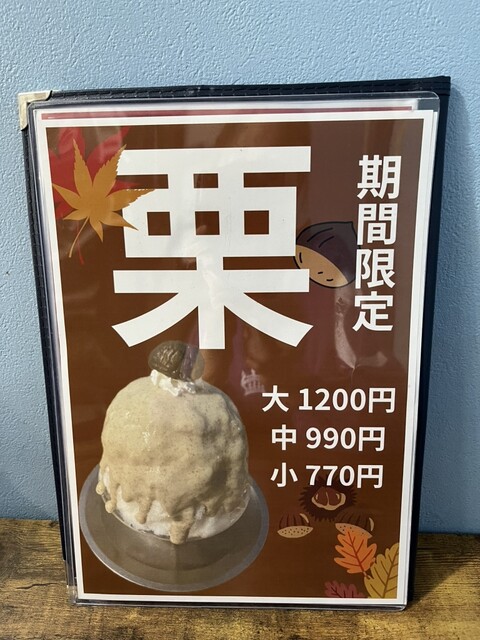 栗
期間限定
大 1200円
中 990円
小 770円